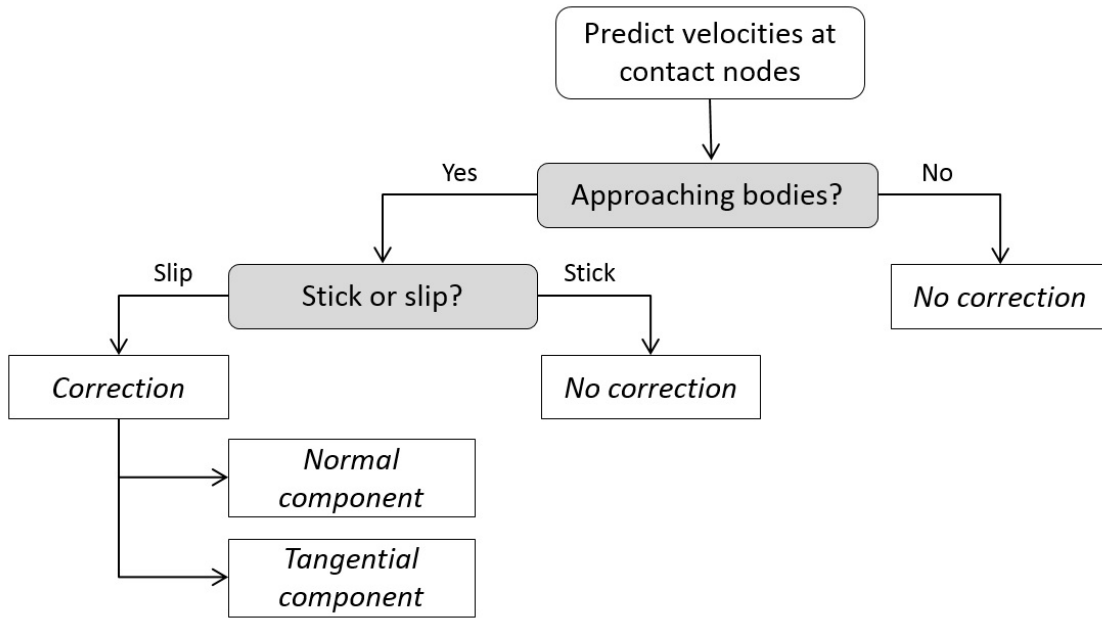 Predict velocities at
contact nodes
Yes
Approaching bodies?
No
Slip
Stick or slip?
Stick
No correction
Correction
No correction
Normal
component
Tangential
component